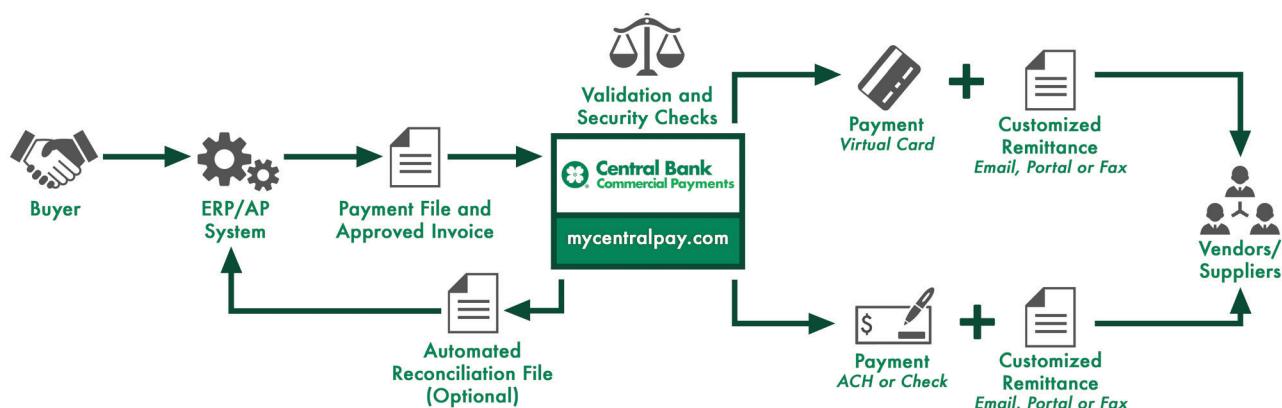 Buyer
ERP/AP
System
Payment File and
Approved Invoice
Validation and
Security Checks
Central Bank
Commercial Payments
mycentralpay.com
Automated
Reconciliation File
(Optional)
Payment
Virtual Card
Customized
Remittance
Email, Portal or Fax
$
Payment
ACH or Check
Customized
Remittance
Email, Portal or Fax
Vendors/
Suppliers